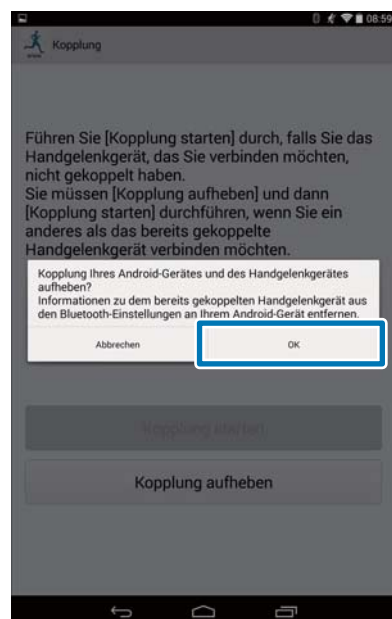 08:59
Kopplung
Führen Sie [Kopplung starten] durch, falls Sie das
Handgelenkgerät, das Sie verbinden möchten,
nicht gekoppelt haben.
Sie müssen [Kopplung aufheben] und dann
[Kopplung starten] durchführen, wenn Sie ein
anderes als das bereits gekoppelte
Handgelenkgerät verbinden möchten.
Kopplung Ihres Android-Gerätes und des Handgelenkgerätes
aufheben?
Informationen zu dem bereits gekoppelten Handgelenkgerät aus
den Bluetooth-Einstellungen an Ihrem Android-Gerät entfernen.
Abbrechen OK
Kopplung starten
Kopplung aufheben